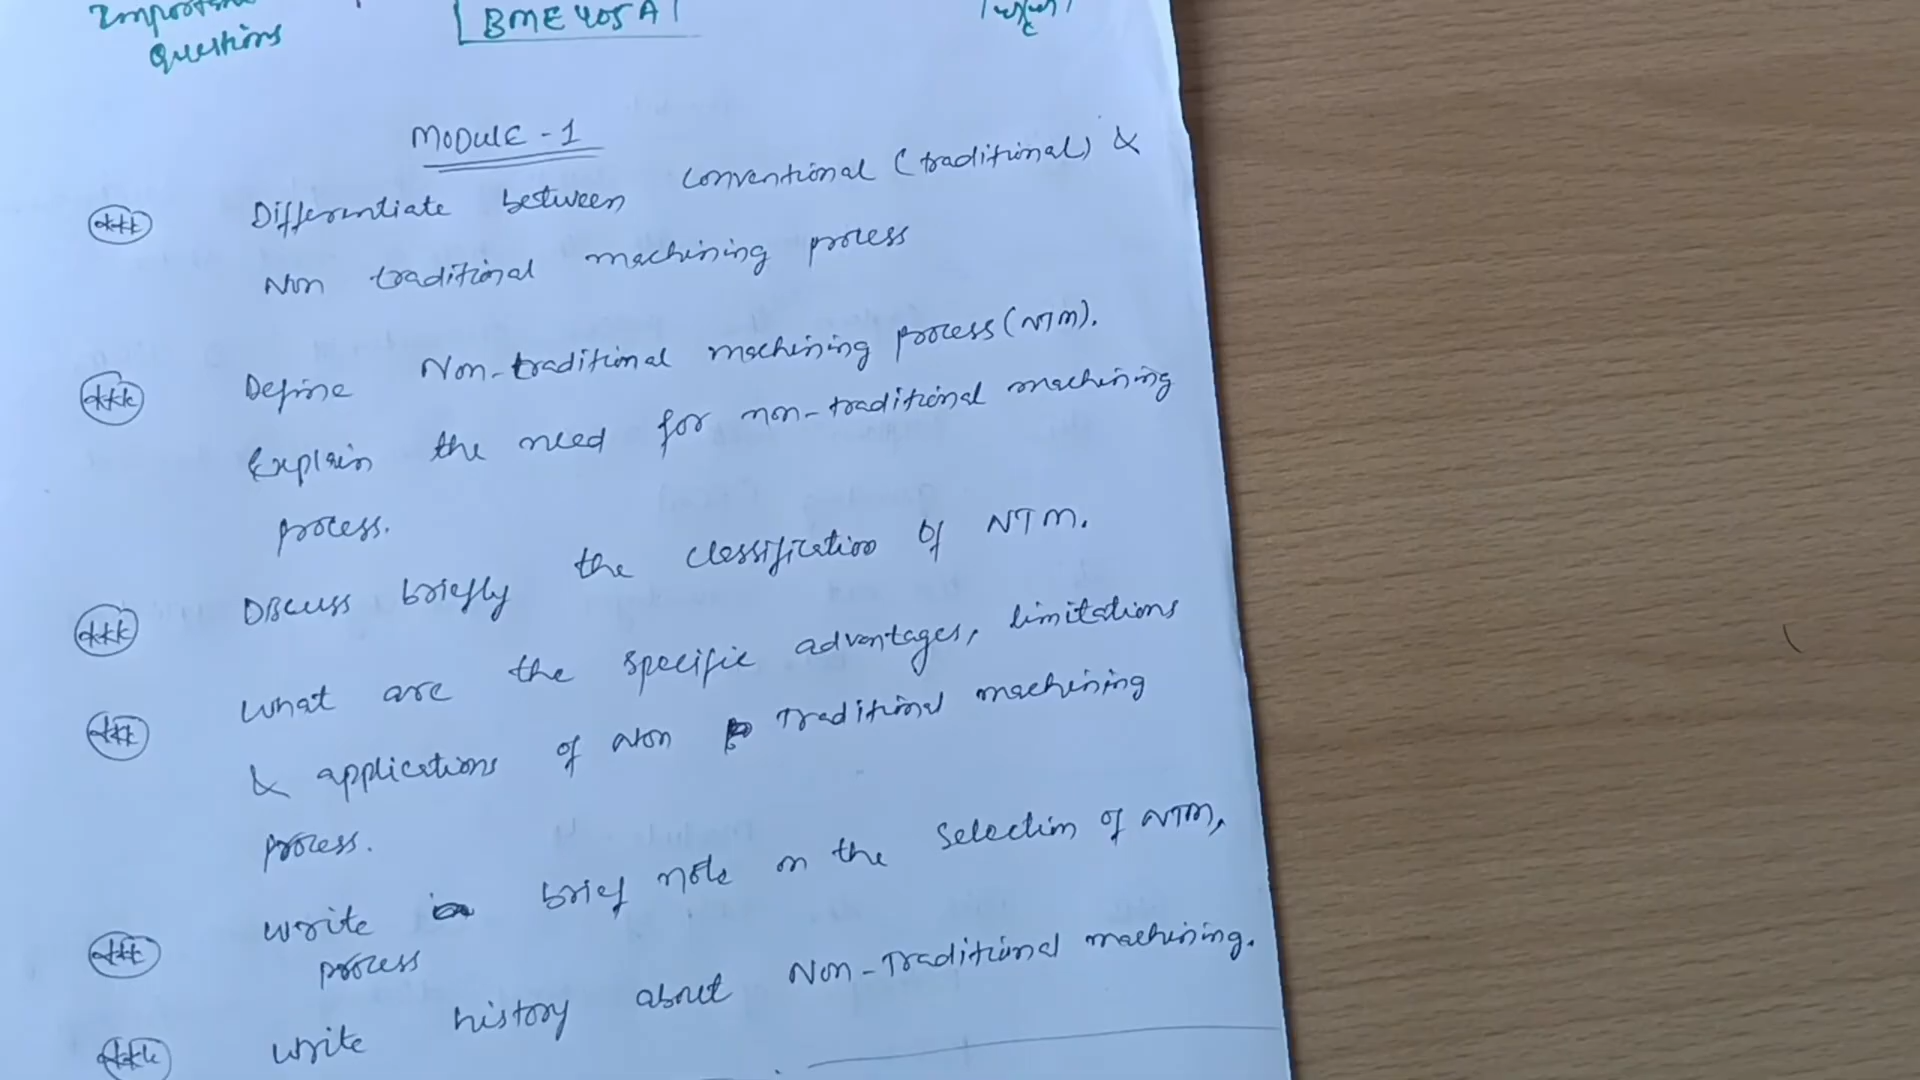 Important
Questions
BME405A
MODULE-1
*** Differentiate between conventional (traditional) &
Non traditional machining process
*** Define Non-traditional machining process (NTM).
Explain the need for non-traditional machining
process.
*** Discuss briefly the classification of NTM.
*** What are the specific advantages, limitations
& applications of Non Traditional machining
process.
*** Write brief note on the selection of NTM,
process
*** Write history about Non-Traditional machining.